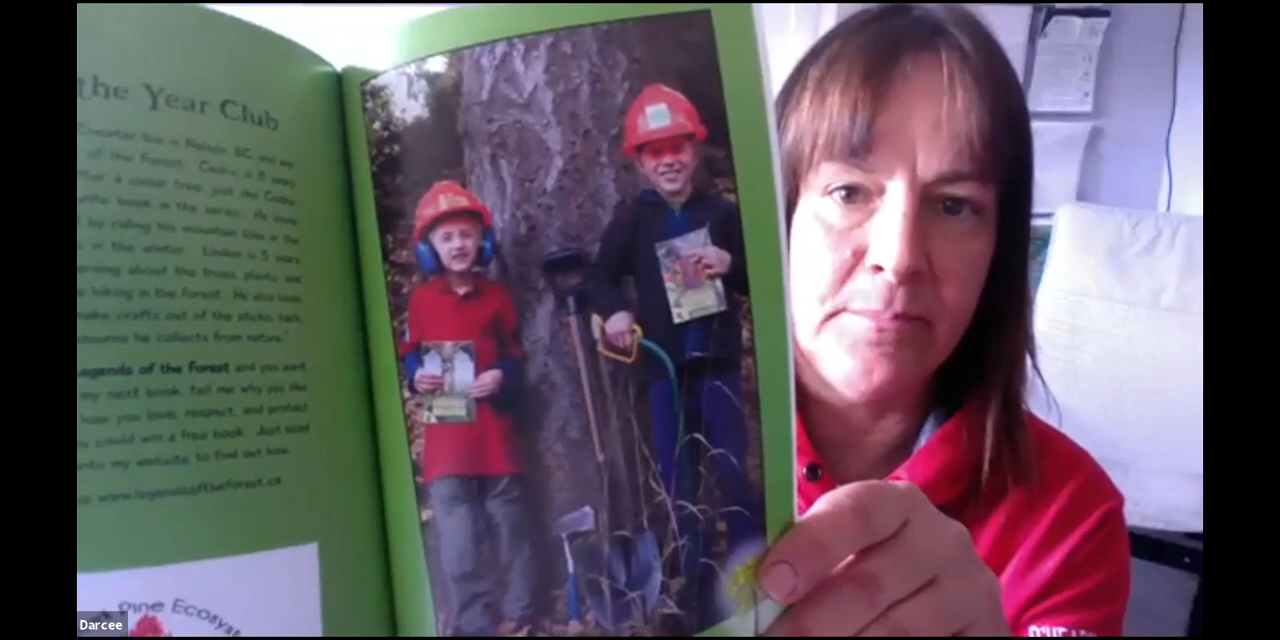 the Year Club
live in Nelson BC and are
of the Forest. Cedric is 8 years
after a cedar tree just like Cedric
book in the series. He loves
by riding his mountain bike in the
in the winter. Linden is 5 years
learning about the trees, plants and
hiking in the forest. He also loves
make crafts out of the sticks, bark,
he collects from nature."
Legends of the Forest and you want
my next book, tell me why you like
how you love, respect, and protect
you could win a free book. Just send
into my website to find out how.
www.legendsoftheforest.ca
Pine Ecosyst
Darcee